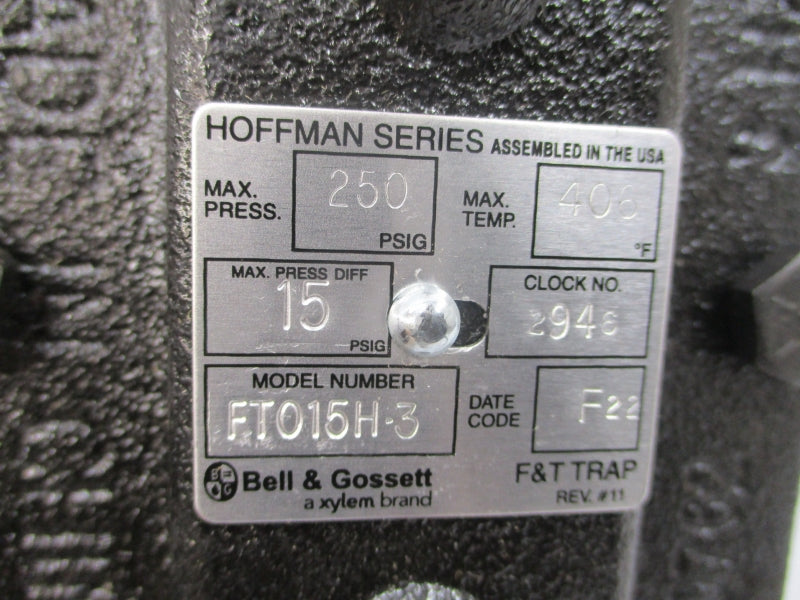 HOFFMAN SERIES ASSEMBLED IN THE USA
MAX. PRESS. 250 PSIG
MAX. TEMP. 406 °F
MAX. PRESS DIFF
15 PSIG
CLOCK NO.
2946
MODEL NUMBER
FT015H-3
DATE CODE F22
Bell & Gossett
a xylem brand
F&T TRAP
REV. #11